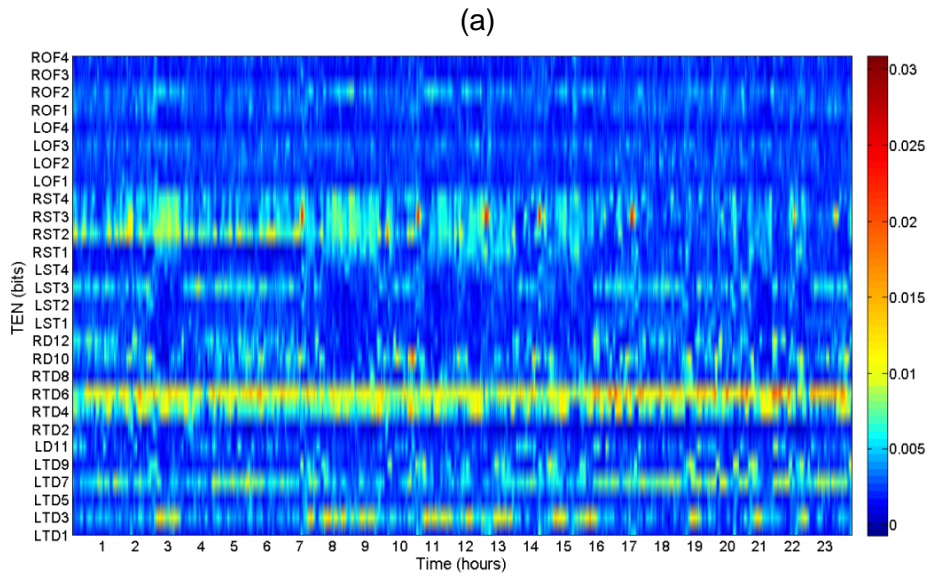 (a)
ROF4
ROF3
ROF2
ROF1
LOF4
LOF3
LOF2
LOF1
RST4
RST3
RST2
RST1
LST4
LST3
LST2
LST1
RD12
RD10
RTD8
RTD6
RTD4
RTD2
LD11
LTD9
LTD7
LTD5
LTD3
LTD1
TEN (bits)
1 2 3 4 5 6 7 8 9 10 11 12 13 14 15 16 17 18 19 20 21 22 23
Time (hours)
0.03
0.025
0.02
0.015
0.01
0.005
0